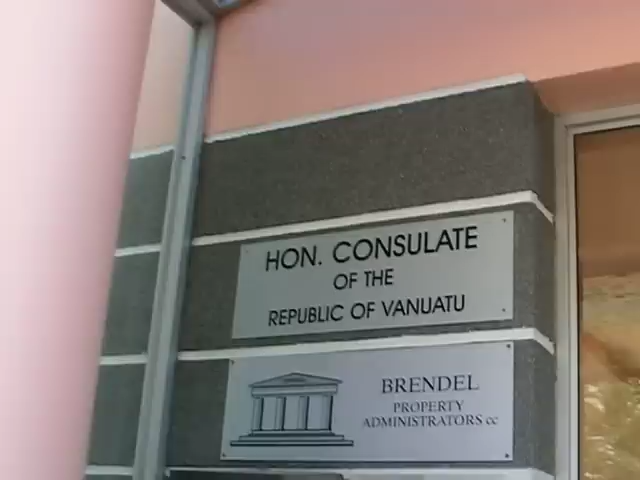 HON. CONSULATE
OF THE
REPUBLIC OF VANUATU
BRENDEL
PROPERTY
ADMINISTRATORS cc